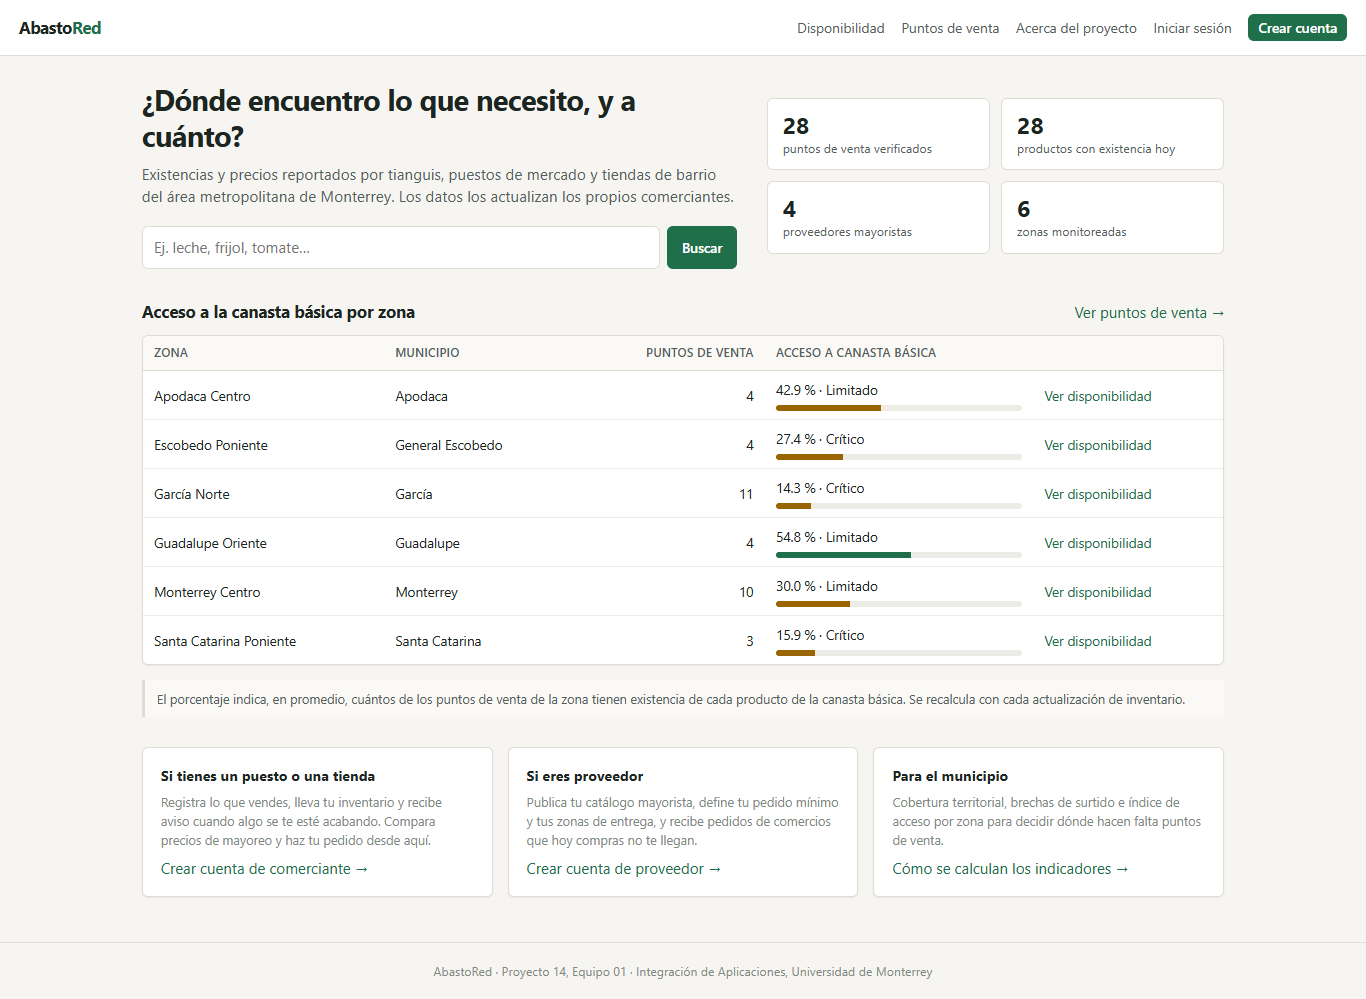 AbastoRed
Disponibilidad
Puntos de venta
Acerca del proyecto
Iniciar sesión
Crear cuenta
¿Dónde encuentro lo que necesito, y a
cuánto?
Existencias y precios reportados por tianguis, puestos de mercado y tiendas de barrio
del área metropolitana de Monterrey. Los datos los actualizan los propios comerciantes.
Ej. leche, frijol, tomate...
Buscar
28
puntos de venta verificados
28
productos con existencia hoy
4
proveedores mayoristas
6
zonas monitoreadas
Acceso a la canasta básica por zona
Ver puntos de venta →
ZONA MUNICIPIO PUNTOS DE VENTA ACCESO A CANASTA BÁSICA
Apodaca Centro Apodaca 4 42.9 % · Limitado Ver disponibilidad
Escobedo Poniente General Escobedo 4 27.4 % · Crítico Ver disponibilidad
García Norte García 11 14.3 % · Crítico Ver disponibilidad
Guadalupe Oriente Guadalupe 4 54.8 % · Limitado Ver disponibilidad
Monterrey Centro Monterrey 10 30.0 % · Limitado Ver disponibilidad
Santa Catarina Poniente Santa Catarina 3 15.9 % · Crítico Ver disponibilidad
El porcentaje indica, en promedio, cuántos de los puntos de venta de la zona tienen existencia de cada producto de la canasta básica. Se recalcula con cada actualización de inventario.
Si tienes un puesto o una tienda
Registra lo que vendes, lleva tu inventario y recibe
aviso cuando algo se te esté acabando. Compara
precios de mayoreo y haz tu pedido desde aquí.
Crear cuenta de comerciante →
Si eres proveedor
Publica tu catálogo mayorista, define tu pedido mínimo
y tus zonas de entrega, y recibe pedidos de comercios
que hoy compras no te llegan.
Crear cuenta de proveedor →
Para el municipio
Cobertura territorial, brechas de surtido e índice de
acceso por zona para decidir dónde hacen falta puntos
de venta.
Cómo se calculan los indicadores →
AbastoRed · Proyecto 14, Equipo 01 · Integración de Aplicaciones, Universidad de Monterrey